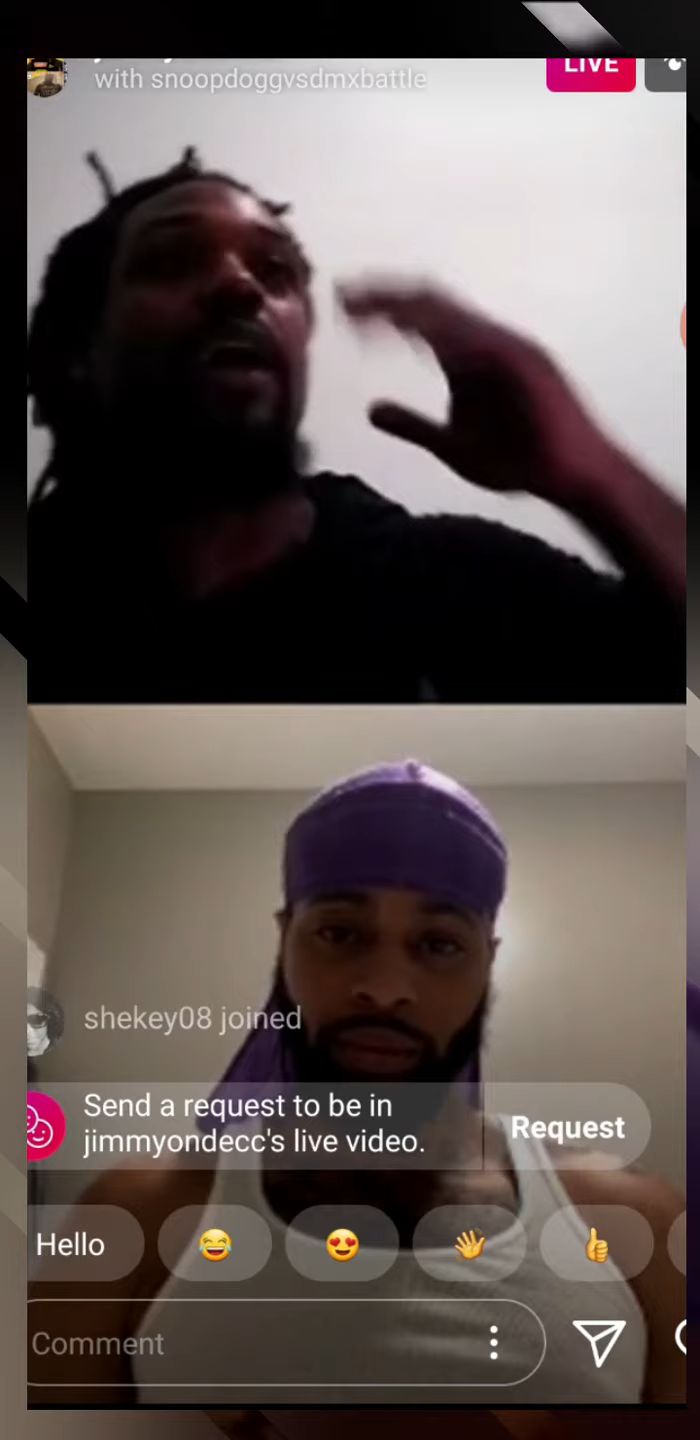 with snoopdoggvsdmxbattle
LIVE
shekey08 joined
Send a request to be in
jimmyondecc's live video.
Request
Hello
Comment